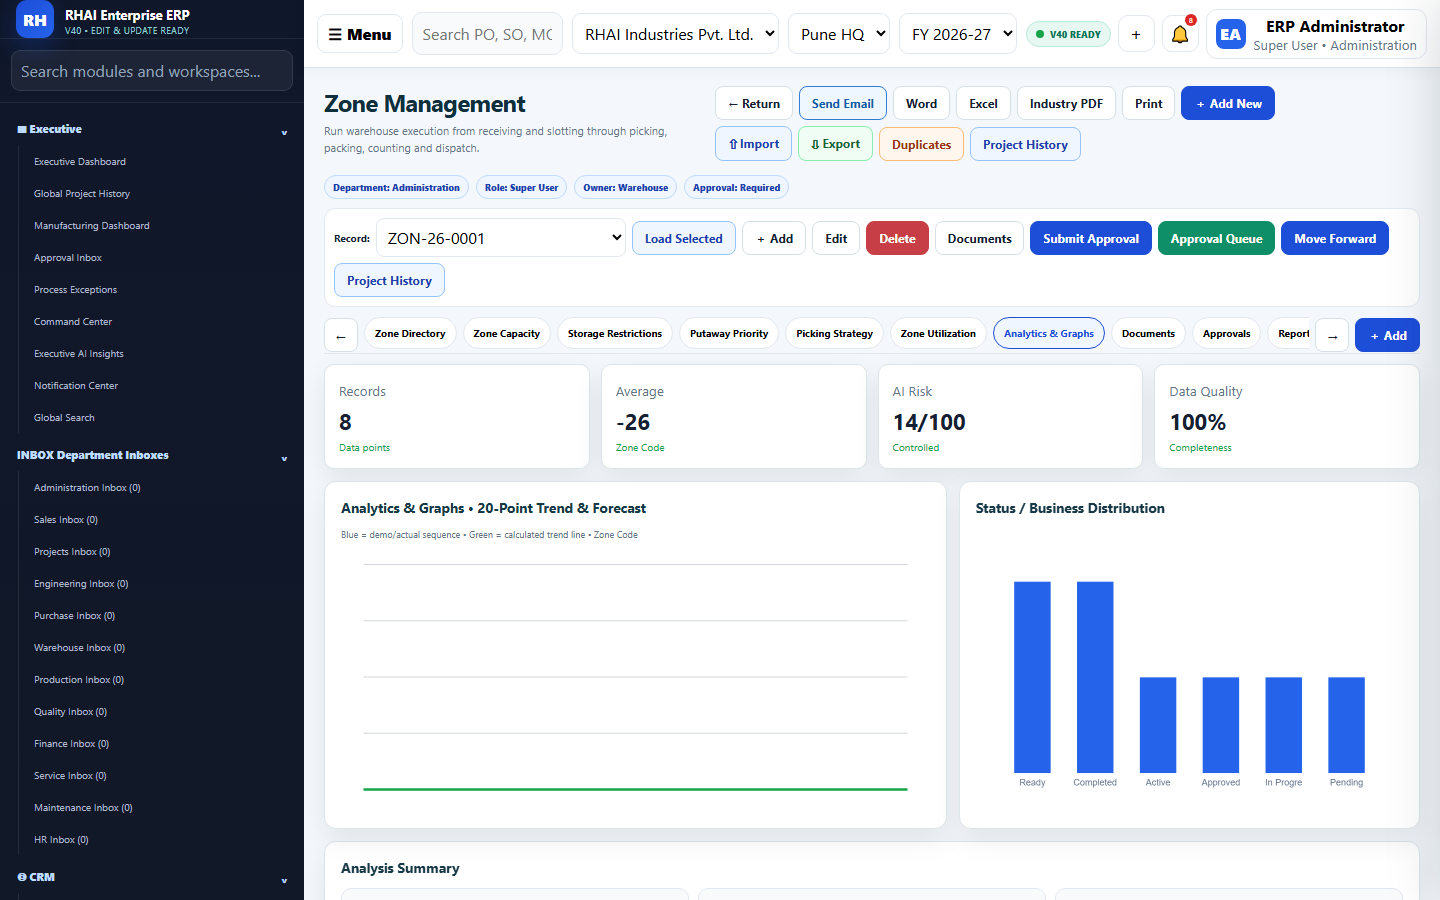 RH
RHAI Enterprise ERP
V40 • EDIT & UPDATE READY
Search modules and workspaces...
Executive
Executive Dashboard
Global Project History
Manufacturing Dashboard
Approval Inbox
Process Exceptions
Command Center
Executive AI Insights
Notification Center
Global Search
INBOX Department Inboxes
Administration Inbox (0)
Sales Inbox (0)
Projects Inbox (0)
Engineering Inbox (0)
Purchase Inbox (0)
Warehouse Inbox (0)
Production Inbox (0)
Quality Inbox (0)
Finance Inbox (0)
Service Inbox (0)
Maintenance Inbox (0)
HR Inbox (0)
CRM
☰ Menu
Search PO, SO, MC
RHAI Industries Pvt. Ltd.
Pune HQ
FY 2026-27
V40 READY
+
8
EA
ERP Administrator
Super User • Administration
Zone Management
Run warehouse execution from receiving and slotting through picking,
packing, counting and dispatch.
← Return
Send Email
Word
Excel
Industry PDF
Print
+ Add New
⇧ Import
⇩ Export
Duplicates
Project History
Department: Administration
Role: Super User
Owner: Warehouse
Approval: Required
Record:
ZON-26-0001
Load Selected
+ Add
Edit
Delete
Documents
Submit Approval
Approval Queue
Move Forward
Project History
←
Zone Directory
Zone Capacity
Storage Restrictions
Putaway Priority
Picking Strategy
Zone Utilization
Analytics & Graphs
Documents
Approvals
Report
→
+ Add
Records
8
Data points
Average
-26
Zone Code
AI Risk
14/100
Controlled
Data Quality
100%
Completeness
Analytics & Graphs • 20-Point Trend & Forecast
Blue = demo/actual sequence • Green = calculated trend line • Zone Code
Status / Business Distribution
Ready
Completed
Active
Approved
In Progre
Pending
Analysis Summary